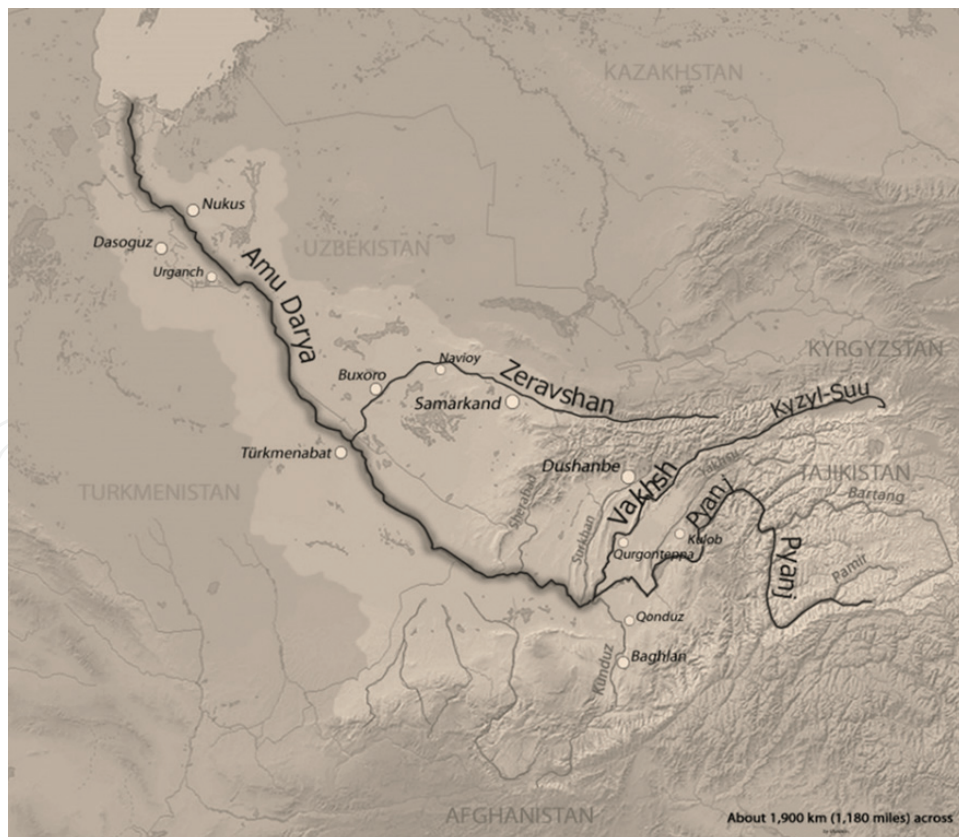 KAZAKHSTAN
Nukus
Dasoguz
UZBEKISTAN
Urganch
Amu Darya
KYRGYZSTAN
Navioy
Buxoro
Zeravshan
Kyzyl-Suu
Samarkand
Türkmenabat
Dushanbe
Vakhsh
TAJIKISTAN
TURKMENISTAN
Pyanj
Bartang
Sherabad
Surkhan
Kulob
Qurgonteppa
Pyanj
Pamir
Qonduz
Kunduz
Baghlan
AFGHANISTAN
About 1,900 km (1,180 miles) across